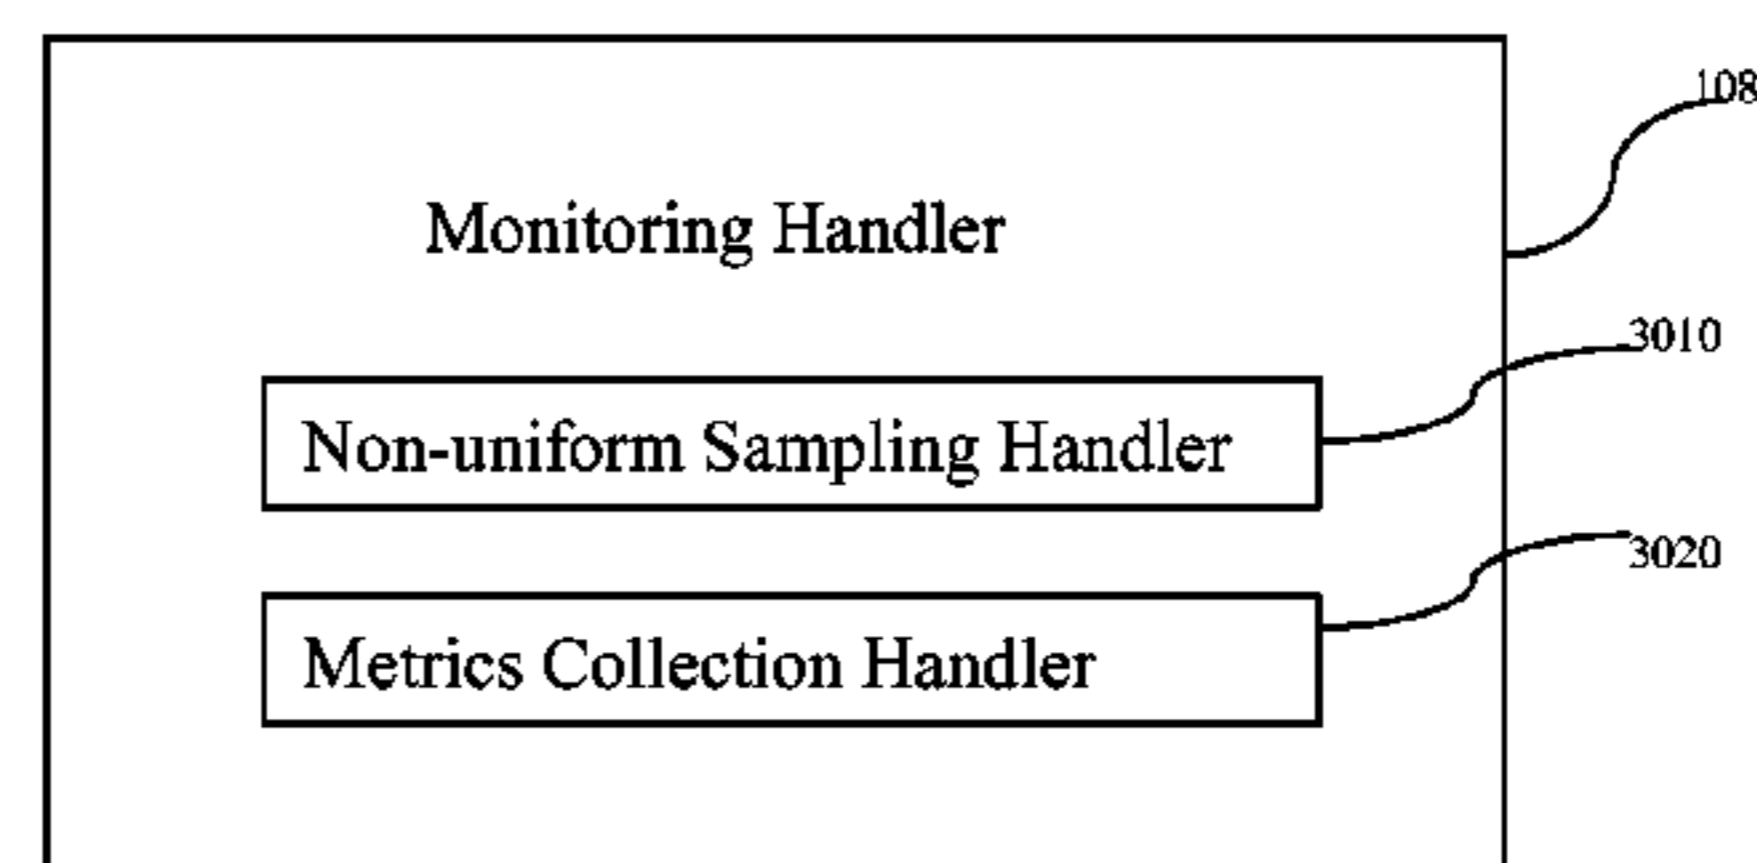 108
Monitoring Handler
3010
Non-uniform Sampling Handler
3020
Metrics Collection Handler